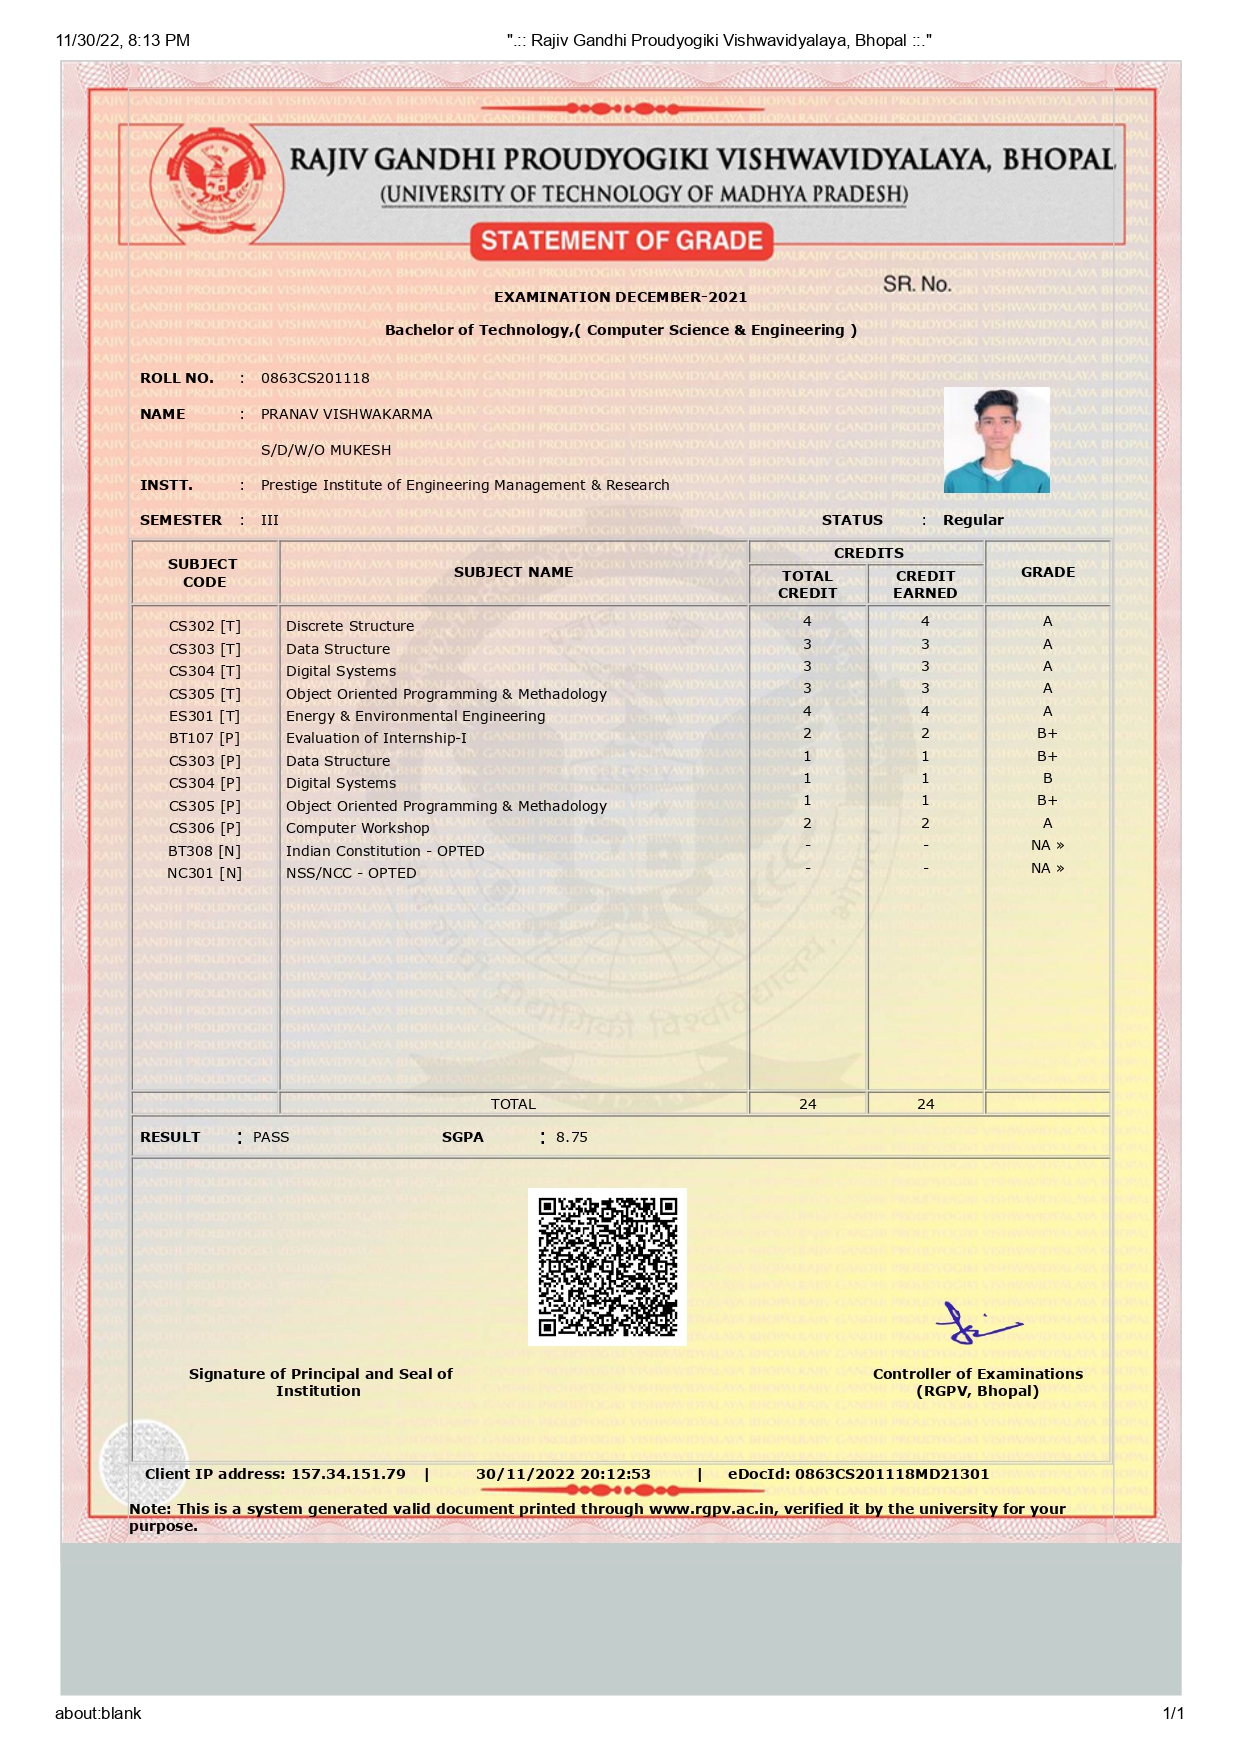 11/30/22, 8:13 PM ".:: Rajiv Gandhi Proudyogiki Vishwavidyalaya, Bhopal ::."
RAJIV GANDHI PROUDYOGIKI VISHWAVIDYALAYA, BHOPAL
(UNIVERSITY OF TECHNOLOGY OF MADHYA PRADESH)
STATEMENT OF GRADE
SR. No.
EXAMINATION DECEMBER-2021
Bachelor of Technology,( Computer Science & Engineering )
ROLL NO. : 0863CS201118
NAME : PRANAV VISHWAKARMA
S/D/W/O MUKESH
INSTT. : Prestige Institute of Engineering Management & Research
SEMESTER : III STATUS : Regular
SUBJECT CODE SUBJECT NAME CREDITS GRADE
TOTAL CREDIT CREDIT EARNED
CS302 [T] Discrete Structure 4 4 A
CS303 [T] Data Structure 3 3 A
CS304 [T] Digital Systems 3 3 A
CS305 [T] Object Oriented Programming & Methadology 3 3 A
ES301 [T] Energy & Environmental Engineering 4 4 A
BT107 [P] Evaluation of Internship-I 2 2 B+
CS303 [P] Data Structure 1 1 B+
CS304 [P] Digital Systems 1 1 B
CS305 [P] Object Oriented Programming & Methadology 1 1 B+
CS306 [P] Computer Workshop 2 2 A
BT308 [N] Indian Constitution - OPTED - - NA »
NC301 [N] NSS/NCC - OPTED - - NA »
TOTAL 24 24
RESULT : PASS SGPA : 8.75
Signature of Principal and Seal of
Institution
Controller of Examinations
(RGPV, Bhopal)
Client IP address: 157.34.151.79 | 30/11/2022 20:12:53 | eDocId: 0863CS201118MD21301
Note: This is a system generated valid document printed through www.rgpv.ac.in, verified it by the university for your
purpose.
about:blank 1/1